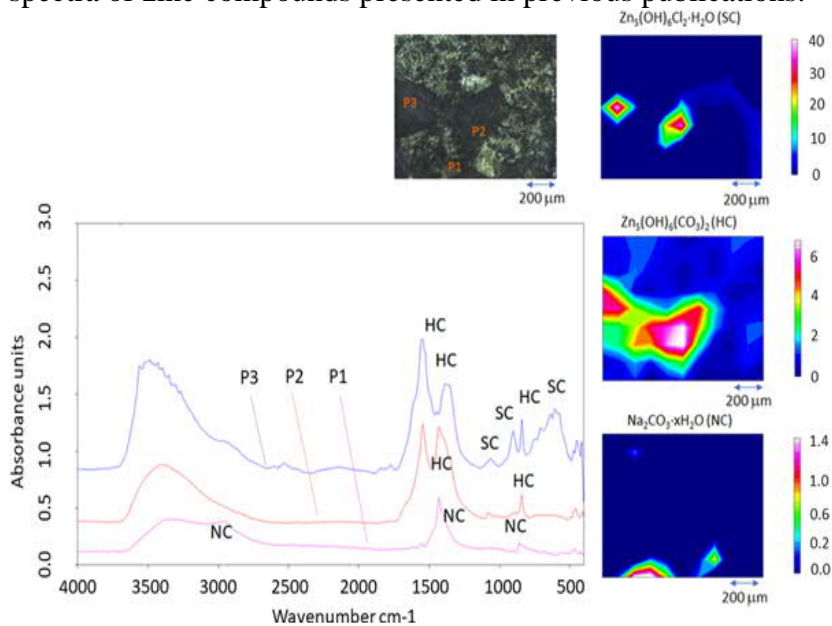 spectra of zinc compounds presented in previous publications.
Zn₅(OH)₆Cl₂·H₂O (SC)
P3
P2
P1
200 μm
40
30
20
10
0
200 μm
Zn₅(OH)₆(CO₃)₂ (HC)
6
4
2
0
200 μm
Na₂CO₃·xH₂O (NC)
1.4
1.0
0.6
0.2
0.0
200 μm
Absorbance units
3.0
2.5
2.0
1.5
1.0
0.5
0.0
HC
HC
P3 P2 P1
SC SC HC SC
HC HC
NC NC NC
4000 3500 3000 2500 2000 1500 1000 500
Wavenumber cm-1